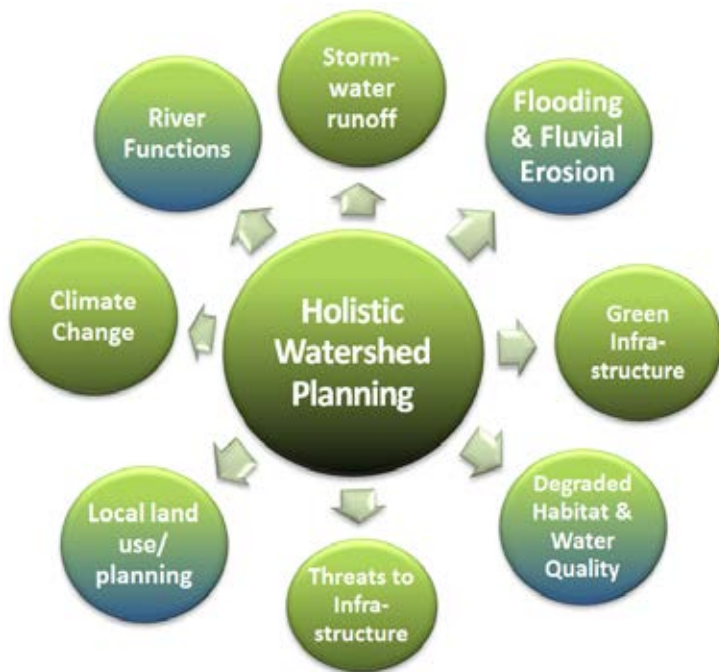 Storm-
water
runoff
Flooding
& Fluvial
Erosion
Green
Infra-
structure
Degraded
Habitat &
Water
Quality
Threats to
Infra-
structure
Local land
use/
planning
Climate
Change
River
Functions
Holistic
Watershed
Planning